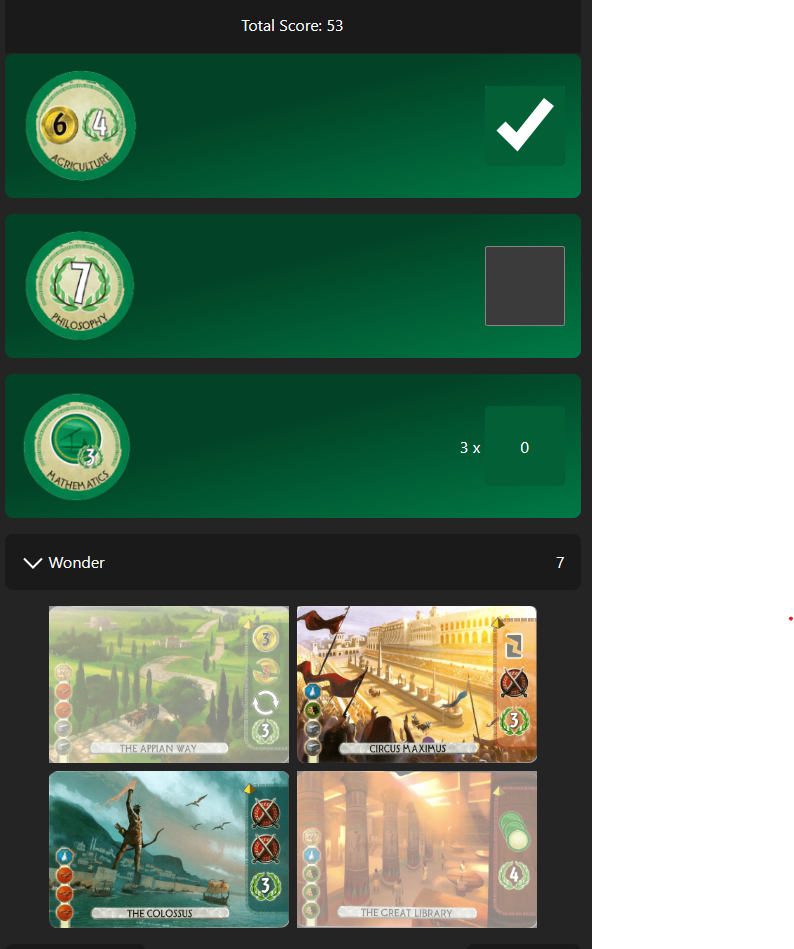 Total Score: 53
6 4
AGRICULTURE
7
PHILOSOPHY
3
MATHEMATICS
3 x 0
Wonder 7
3
3
3
THE APPIAN WAY
3
CIRCUS MAXIMUS
3
THE COLOSSUS
4
THE GREAT LIBRARY